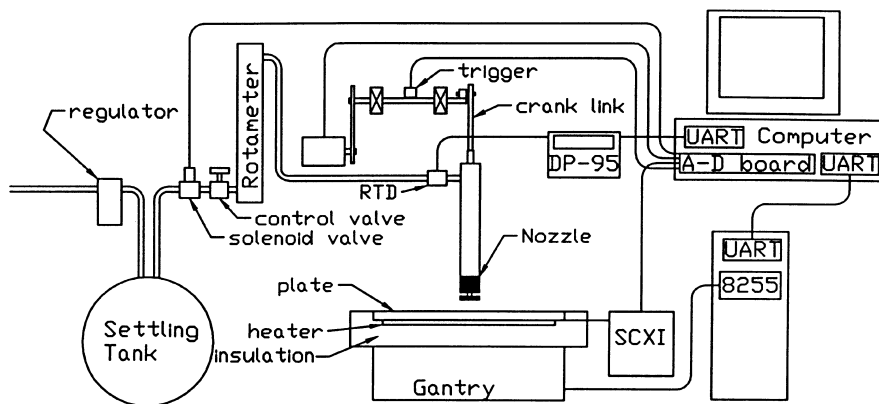 trigger
regulator
Rotameter
crank link
UART
Computer
DP-95
A-D board
UART
RTD
control valve
solenoid valve
Nozzle
UART
plate
8255
Settling
Tank
heater
insulation
SCXI
Gantry